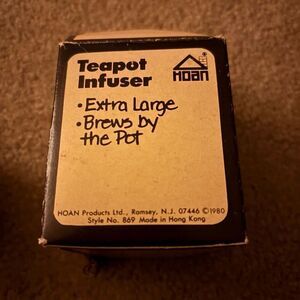 Teapot
Infuser
HOAN
• Extra Large
• Brews by
the Pot
HOAN Products Ltd., Ramsey, N.J. 07446 ©1980
Style No. 869 Made in Hong Kong